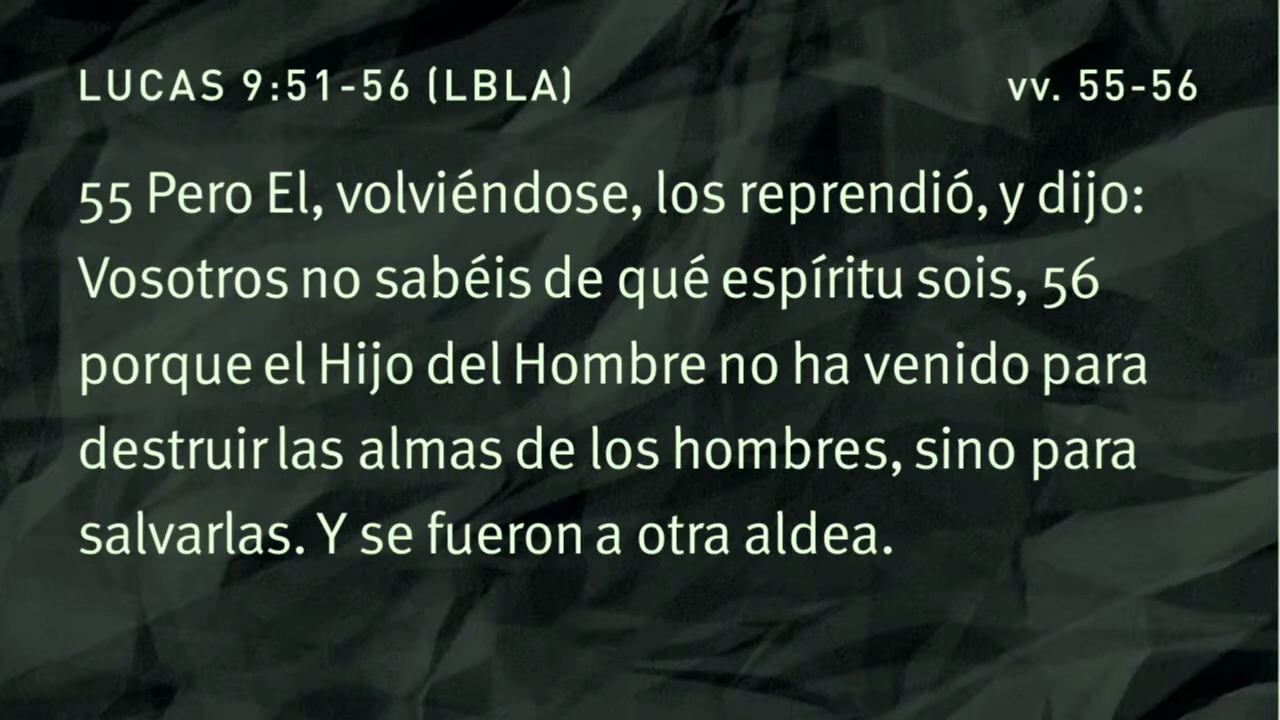 LUCAS 9:51-56 (LBLA)
vv. 55-56
55 Pero El, volviéndose, los reprendió, y dijo:
Vosotros no sabéis de qué espíritu sois, 56
porque el Hijo del Hombre no ha venido para
destruir las almas de los hombres, sino para
salvarlas. Y se fueron a otra aldea.